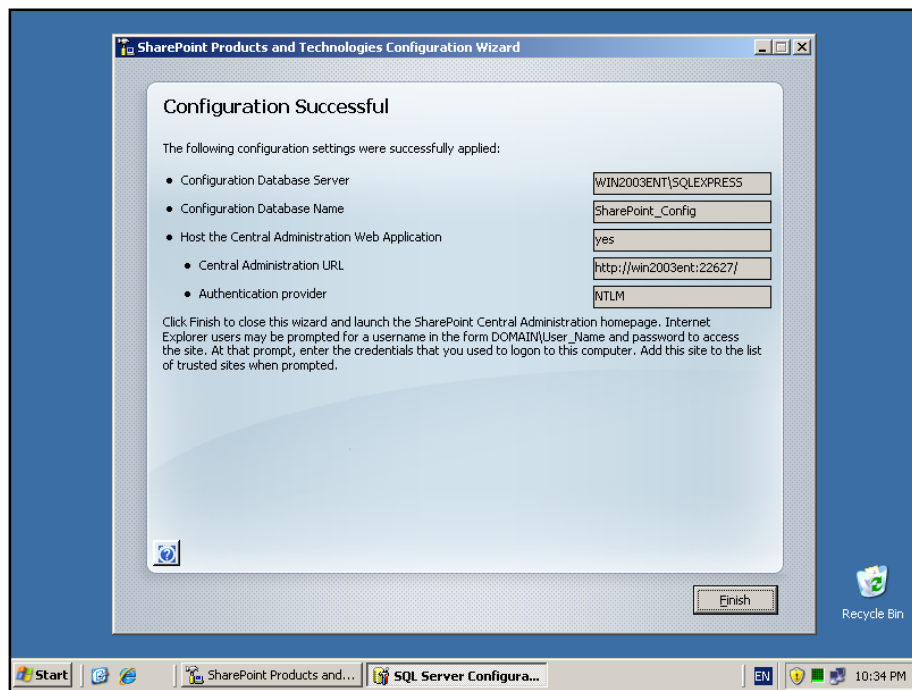 SharePoint Products and Technologies Configuration Wizard
Configuration Successful
The following configuration settings were successfully applied:
Configuration Database Server
WIN2003ENT\SQLEXPRESS
Configuration Database Name
SharePoint_Config
Host the Central Administration Web Application
yes
Central Administration URL
http://win2003ent:22627/
Authentication provider
NTLM
Click Finish to close this wizard and launch the SharePoint Central Administration homepage. Internet
Explorer users may be prompted for a username in the form DOMAIN\User_Name and password to access
the site. At that prompt, enter the credentials that you used to logon to this computer. Add this site to the list
of trusted sites when prompted.
Finish
Recycle Bin
Start
SharePoint Products and...
SQL Server Configura...
EN
10:34 PM